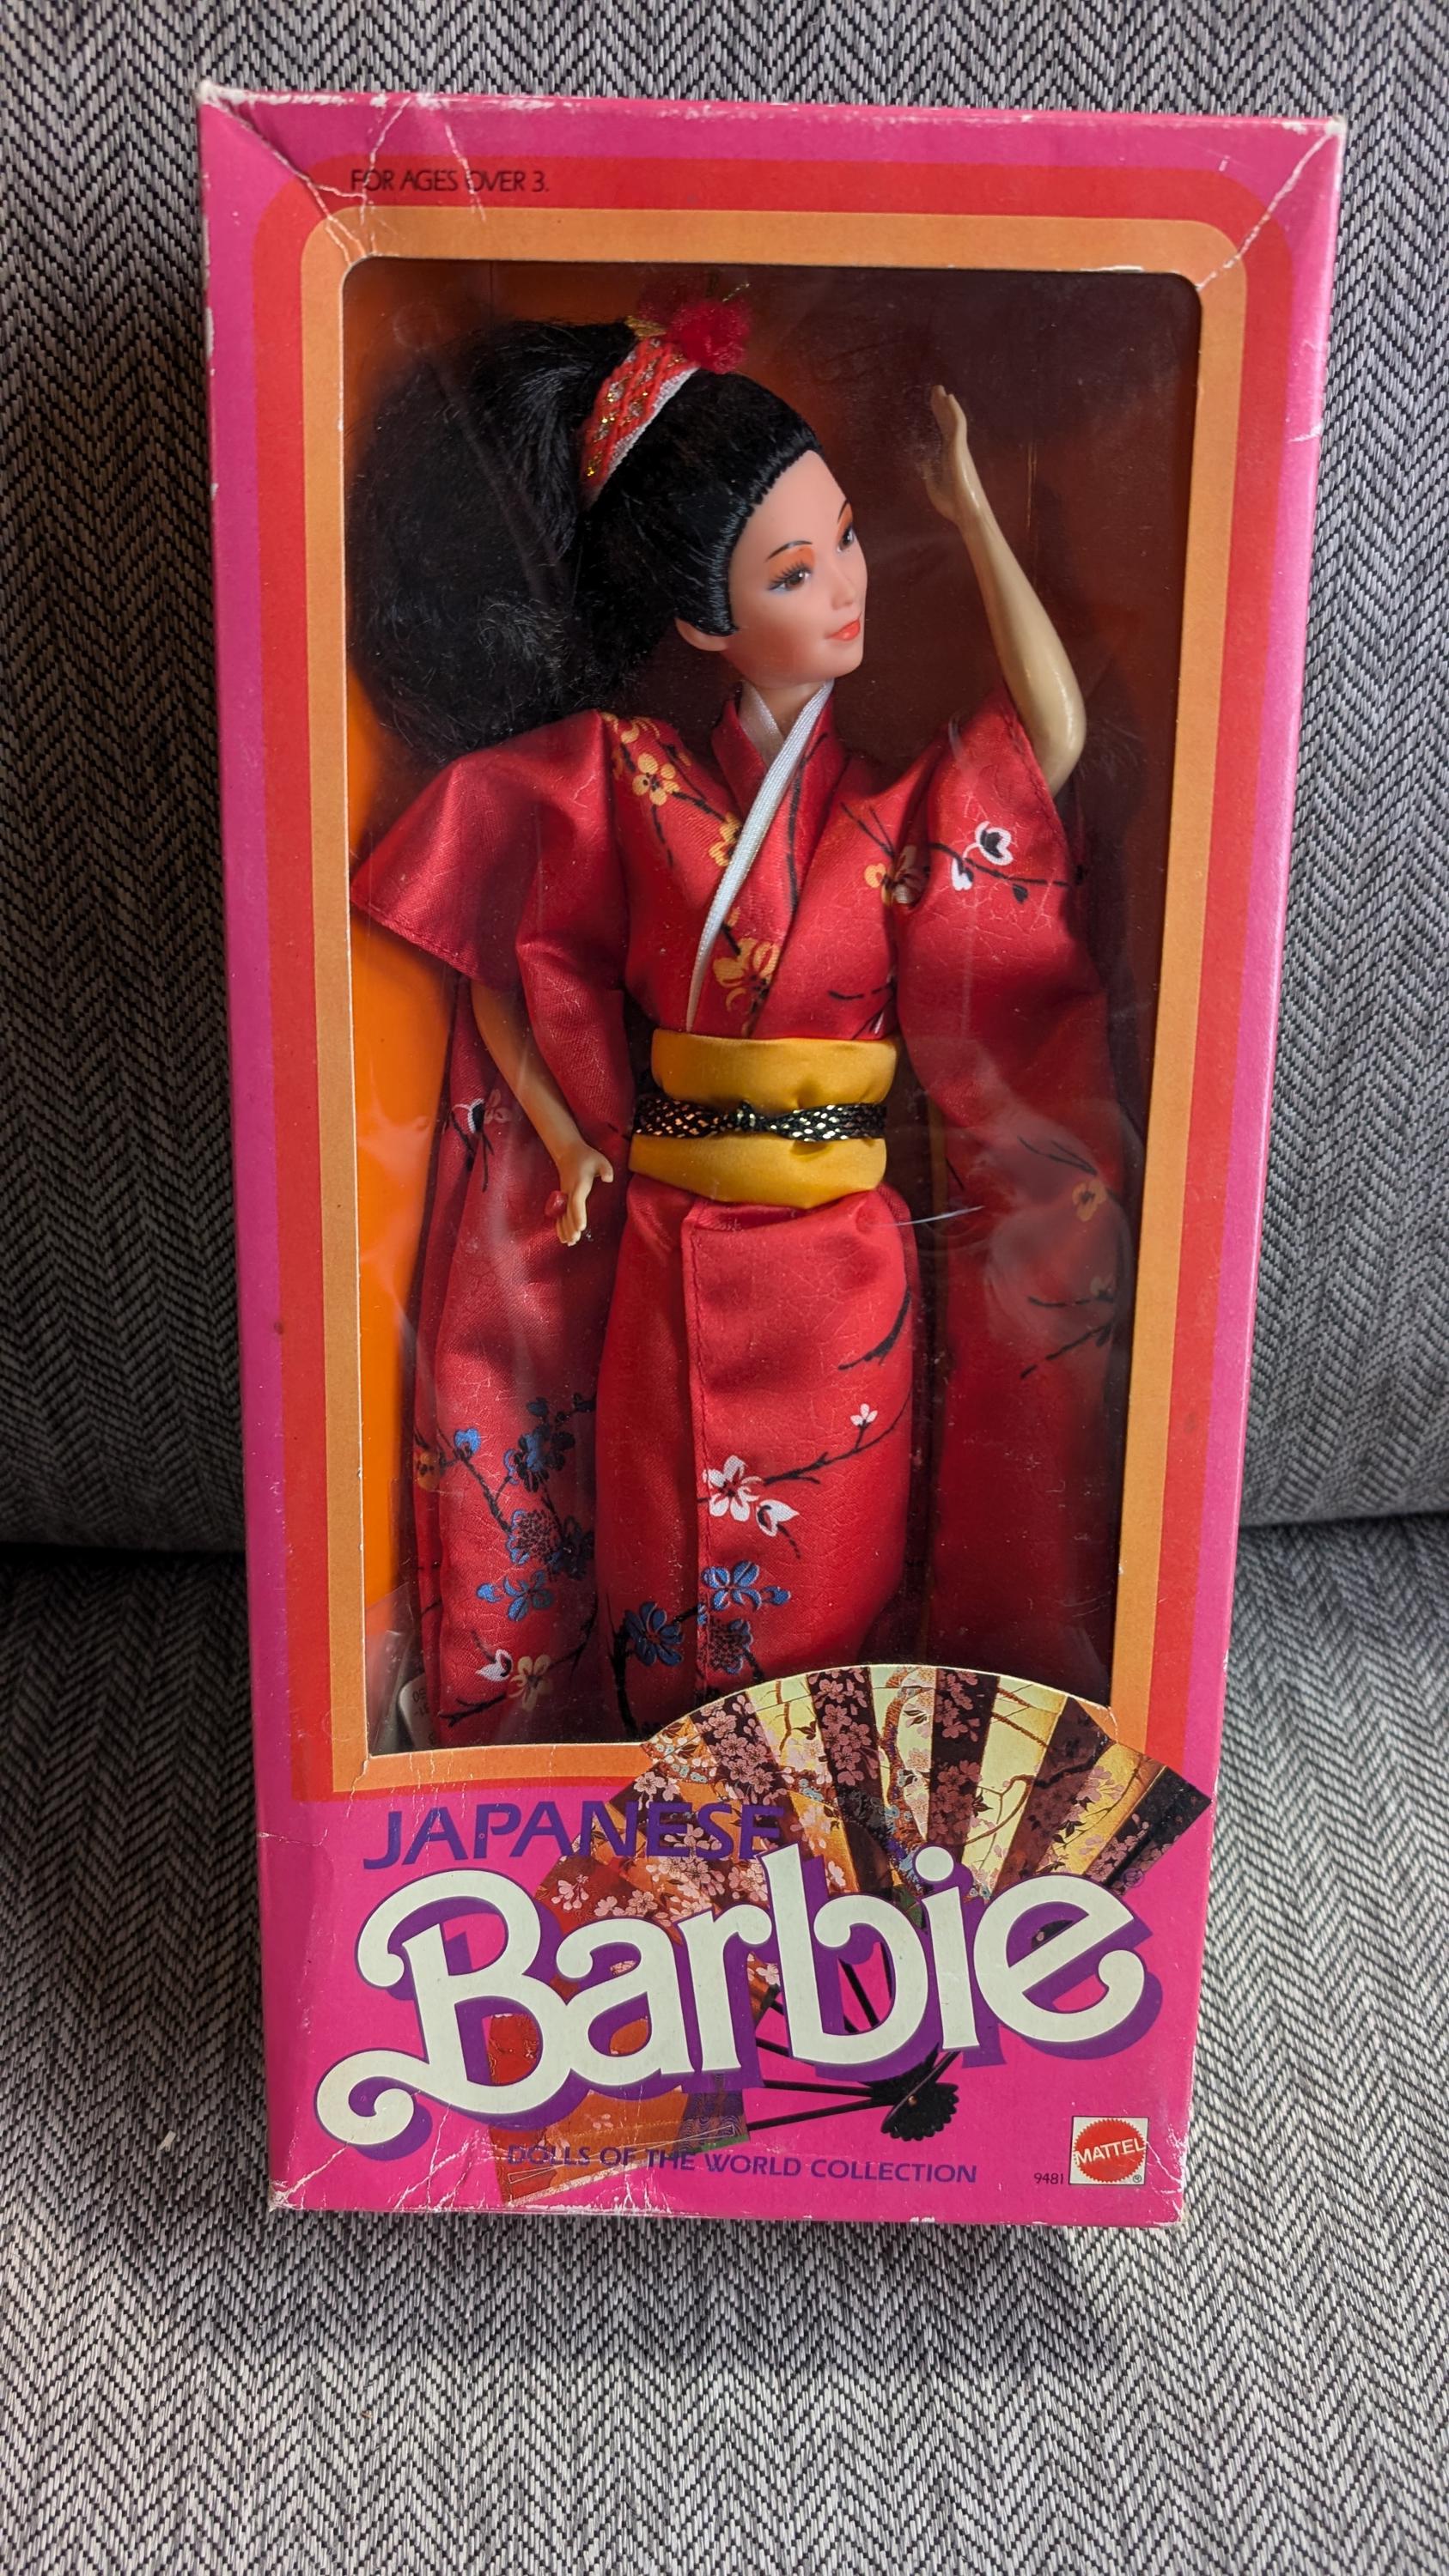 FOR AGES OVER 3.
JAPANESE
Barbie
DOLLS OF THE WORLD COLLECTION
9481
MATTEL
®